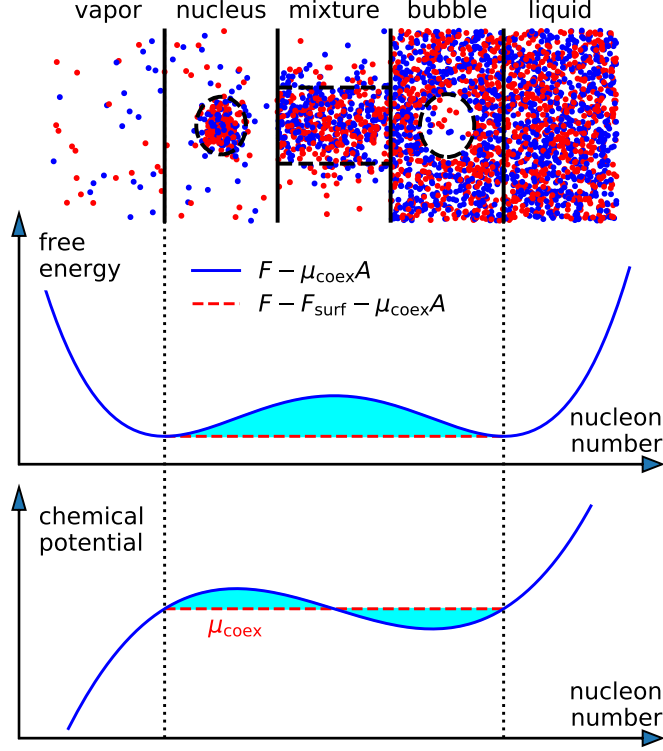 vapor nucleus mixture bubble liquid
free
energy
F − μcoexA
F − Fsurf − μcoexA
nucleon
number
chemical
potential
μcoex
nucleon
number